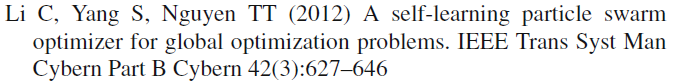 Li C, Yang S, Nguyen TT (2012) A self-learning particle swarm
optimizer for global optimization problems. IEEE Trans Syst Man
Cybern Part B Cybern 42(3):627–646